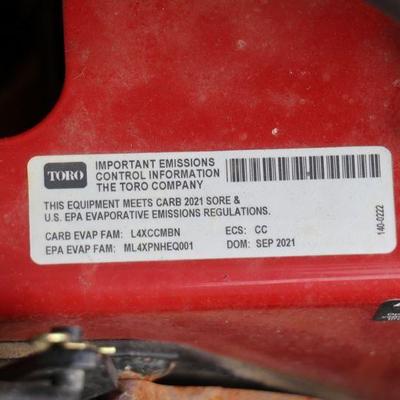 TORO
IMPORTANT EMISSIONS
CONTROL INFORMATION
THE TORO COMPANY
THIS EQUIPMENT MEETS CARB 2021 SORE &
U.S. EPA EVAPORATIVE EMISSIONS REGULATIONS.
CARB EVAP FAM: L4XCCMBN ECS: CC
EPA EVAP FAM: ML4XPNHEQ001 DOM: SEP 2021
140-0222